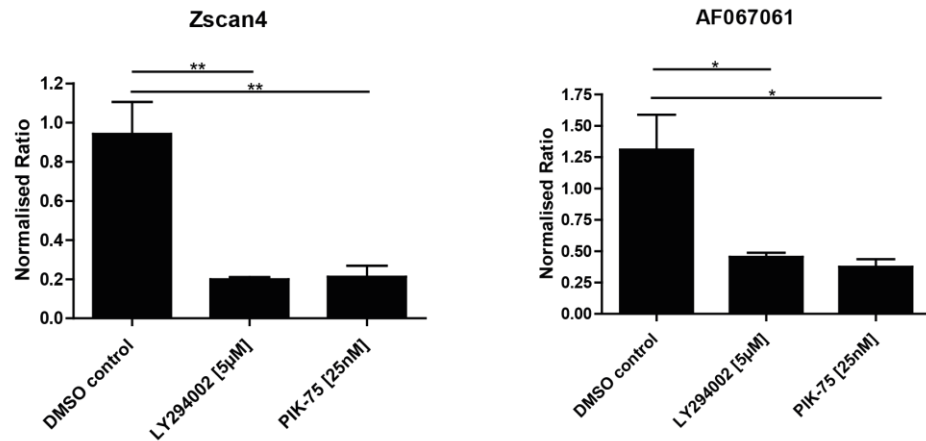 Zscan4
**
**
Normalised Ratio
1.2
1.0
0.8
0.6
0.4
0.2
0.0
DMSO control
LY294002 [5µM]
PIK-75 [25nM]
AF067061
*
*
Normalised Ratio
1.75
1.50
1.25
1.00
0.75
0.50
0.25
0.00
DMSO control
LY294002 [5µM]
PIK-75 [25nM]